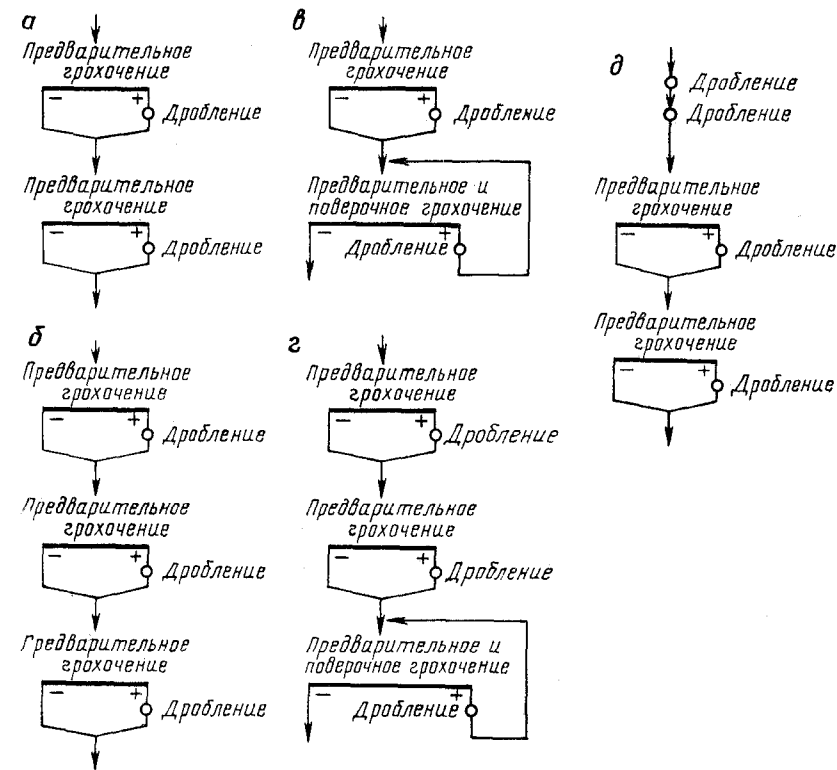 а
Предварительное
грохочение
− +
Дробление
Предварительное
грохочение
− +
Дробление
б
Предварительное
грохочение
− +
Дробление
Предварительное
грохочение
− +
Дробление
Предварительное
грохочение
− +
Дробление
в
Предварительное
грохочение
− +
Дробление
Предварительное и
поверочное грохочение
− +
Дробление
г
Предварительное
грохочение
− +
Дробление
Предварительное
грохочение
− +
Дробление
Предварительное и
поверочное грохочение
− +
Дробление
д
Дробление
Дробление
Предварительное
грохочение
− +
Дробление
Предварительное
грохочение
− +
Дробление